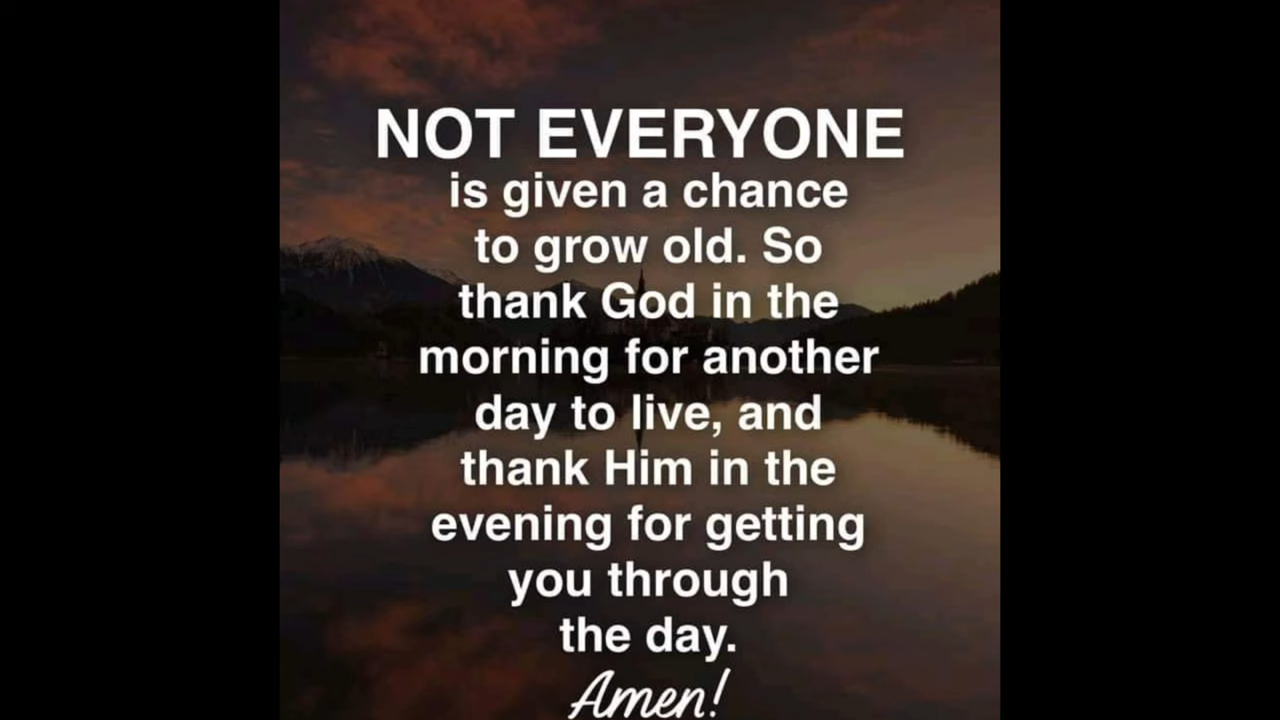 NOT EVERYONE
is given a chance
to grow old. So
thank God in the
morning for another
day to live, and
thank Him in the
evening for getting
you through
the day.
Amen!